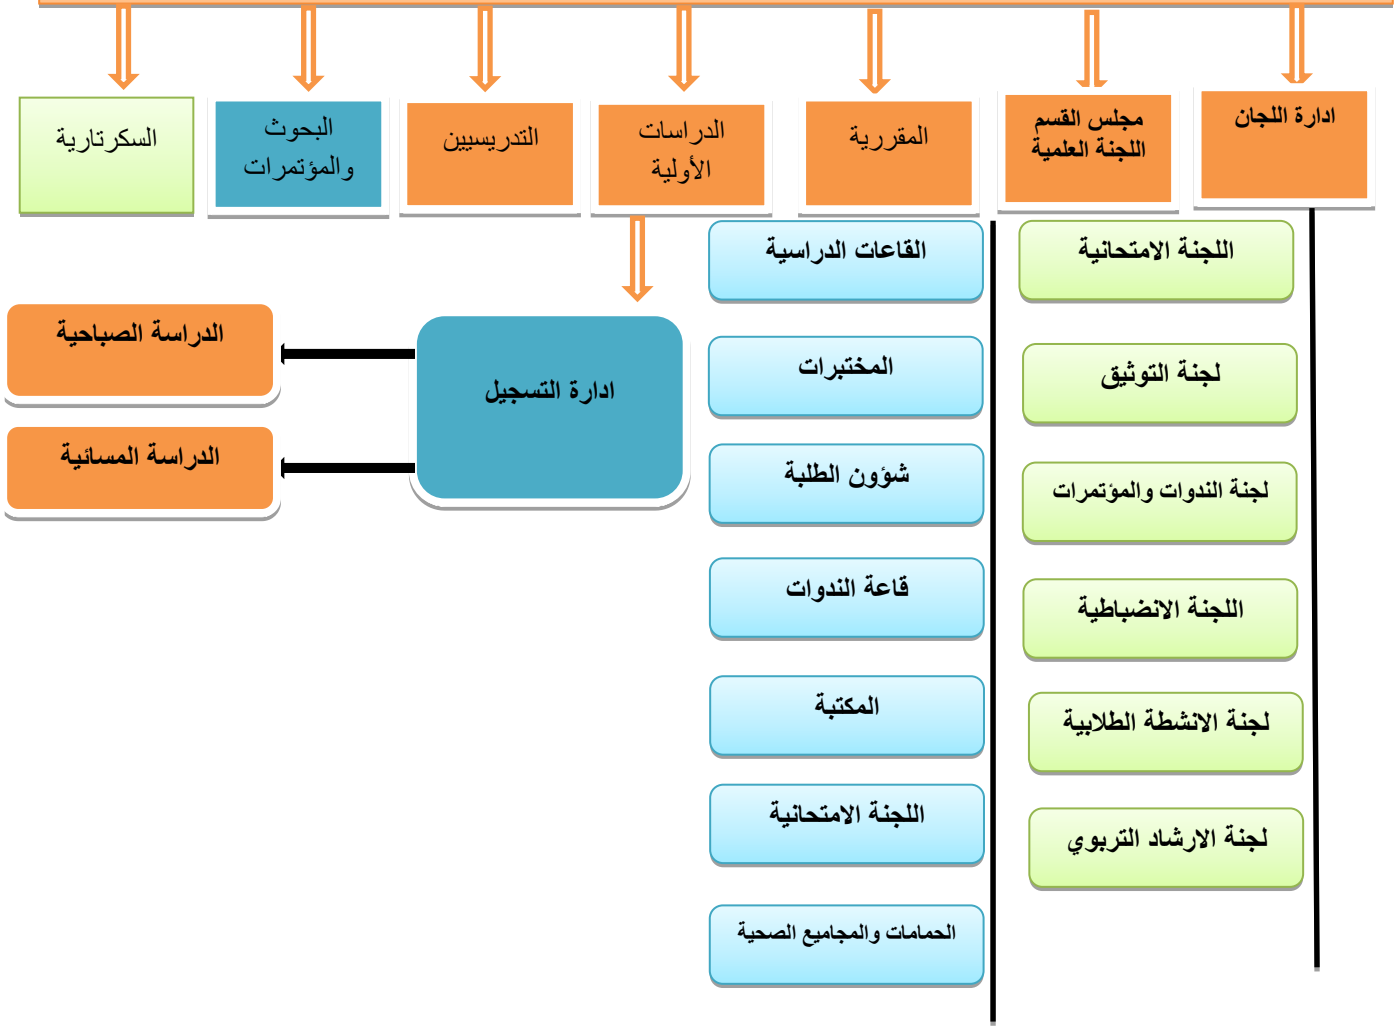 ادارة اللجان
مجلس القسم
اللجنة العلمية
المقررية
الدراسات
الأولية
التدريسيين
البحوث
والمؤتمرات
السكرتارية
اللجنة الامتحانية
لجنة التوثيق
لجنة الندوات والمؤتمرات
اللجنة الانضباطية
لجنة الانشطة الطلابية
لجنة الارشاد التربوي
القاعات الدراسية
المختبرات
شؤون الطلبة
قاعة الندوات
المكتبة
اللجنة الامتحانية
الحمامات والمجاميع الصحية
ادارة التسجيل
الدراسة الصباحية
الدراسة المسائية